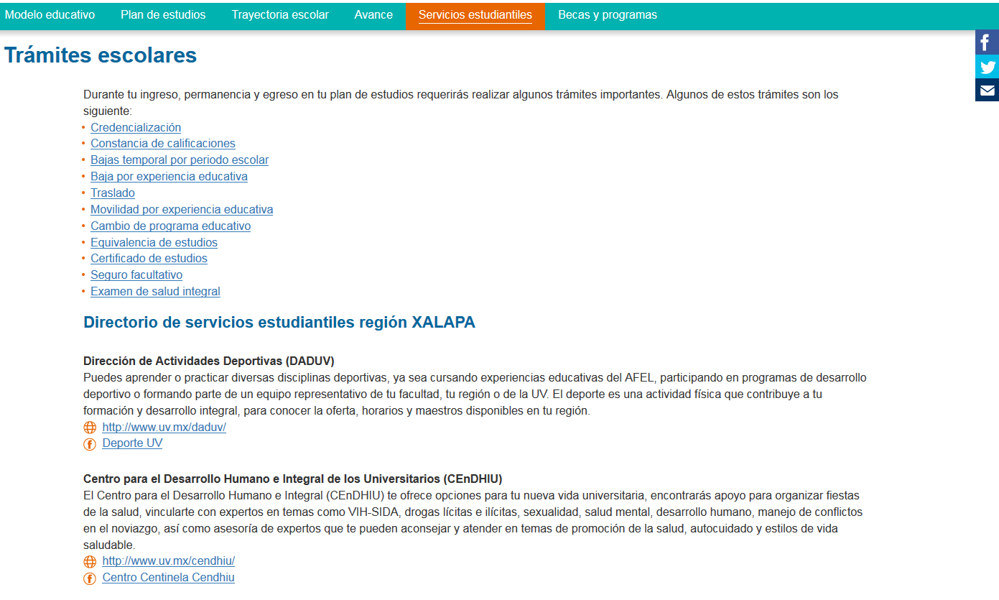 Modelo educativo Plan de estudios Trayectoria escolar Avance Servicios estudiantiles Becas y programas
Trámites escolares
Durante tu ingreso, permanencia y egreso en tu plan de estudios requerirás realizar algunos trámites importantes. Algunos de estos trámites son los
siguiente:
• Credencialización
• Constancia de calificaciones
• Bajas temporal por periodo escolar
• Baja por experiencia educativa
• Traslado
• Movilidad por experiencia educativa
• Cambio de programa educativo
• Equivalencia de estudios
• Certificado de estudios
• Seguro facultativo
• Examen de salud integral
Directorio de servicios estudiantiles región XALAPA
Dirección de Actividades Deportivas (DADUV)
Puedes aprender o practicar diversas disciplinas deportivas, ya sea cursando experiencias educativas del AFEL, participando en programas de desarrollo
deportivo o formando parte de un equipo representativo de tu facultad, tu región o de la UV. El deporte es una actividad física que contribuye a tu
formación y desarrollo integral, para conocer la oferta, horarios y maestros disponibles en tu región.
http://www.uv.mx/daduv/
Deporte UV
Centro para el Desarrollo Humano e Integral de los Universitarios (CEnDHIU)
El Centro para el Desarrollo Humano e Integral (CEnDHIU) te ofrece opciones para tu nueva vida universitaria, encontrarás apoyo para organizar fiestas
de la salud, vincularte con expertos en temas como VIH-SIDA, drogas lícitas e ilícitas, sexualidad, salud mental, desarrollo humano, manejo de conflictos
en el noviazgo, así como asesoría de expertos que te pueden aconsejar y atender en temas de promoción de la salud, autocuidado y estilos de vida
saludable.
http://www.uv.mx/cendhiu/
Centro Centinela Cendhiu